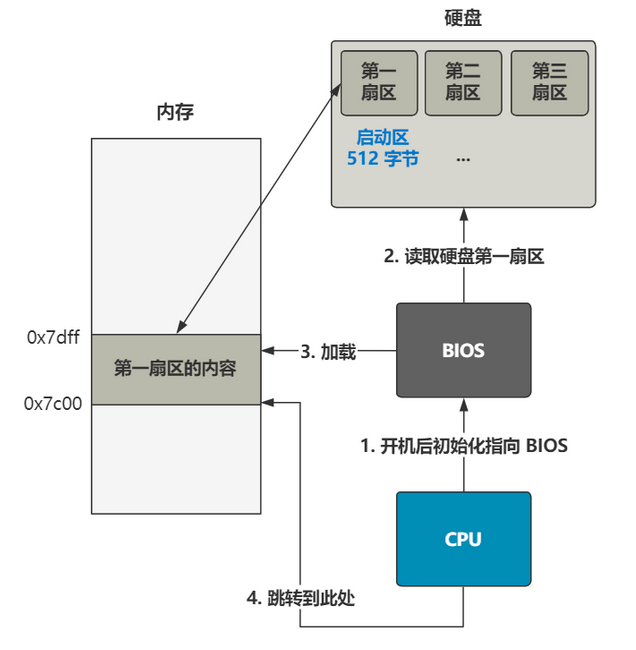 硬盘
第一
扇区
第二
扇区
第三
扇区
启动区
512 字节
...
内存
2. 读取硬盘第一扇区
0x7dff
第一扇区的内容
0x7c00
3. 加载
BIOS
1. 开机后初始化指向 BIOS
CPU
4. 跳转到此处